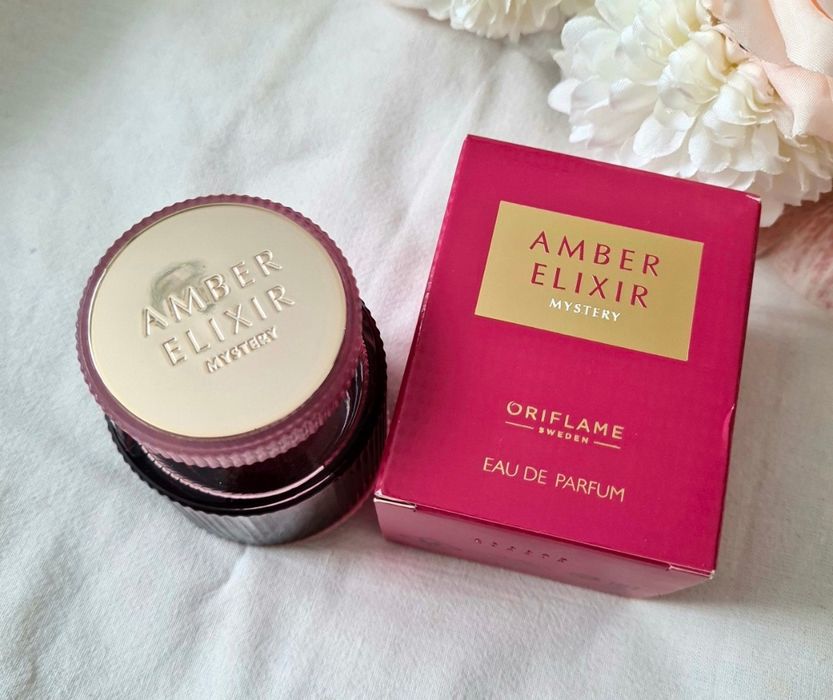 AMBER
ELIXIR
MYSTERY
AMBER
ELIXIR
MYSTERY
ORIFLAME
SWEDEN
EAU DE PARFUM